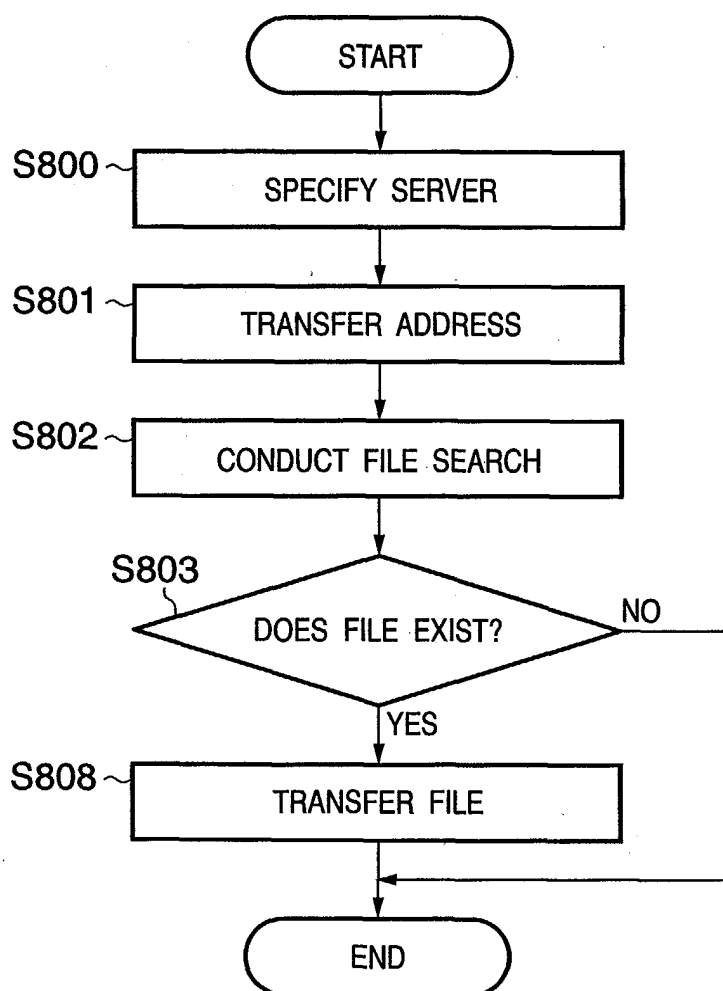 START
S800
SPECIFY SERVER
S801
TRANSFER ADDRESS
S802
CONDUCT FILE SEARCH
S803
DOES FILE EXIST?
NO
YES
S808
TRANSFER FILE
END